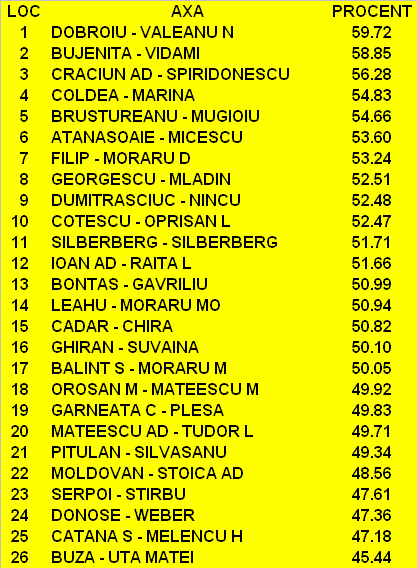 LOC AXA PROCENT
1 DOBROIU - VALEANU N 59.72
2 BUJENITA - VIDAMI 58.85
3 CRACIUN AD - SPIRIDONESCU 56.28
4 COLDEA - MARINA 54.83
5 BRUSTUREANU - MUGIOIU 54.66
6 ATANASOAIE - MICESCU 53.60
7 FILIP - MORARU D 53.24
8 GEORGESCU - MLADIN 52.51
9 DUMITRASCIUC - NINCU 52.48
10 COTESCU - OPRISAN L 52.47
11 SILBERBERG - SILBERBERG 51.71
12 IOAN AD - RAITA L 51.66
13 BONTAS - GAVRILIU 50.99
14 LEAHU - MORARU MO 50.94
15 CADAR - CHIRA 50.82
16 GHIRAN - SUVAINA 50.10
17 BALINT S - MORARU M 50.05
18 OROSAN M - MATEESCU M 49.92
19 GARNEATA C - PLESA 49.83
20 MATEESCU AD - TUDOR L 49.71
21 PITULAN - SILVASANU 49.34
22 MOLDOVAN - STOICA AD 48.56
23 SERPOI - STIRBU 47.61
24 DONOSE - WEBER 47.36
25 CATANA S - MELENCU H 47.18
26 BUZA - UTA MATEI 45.44